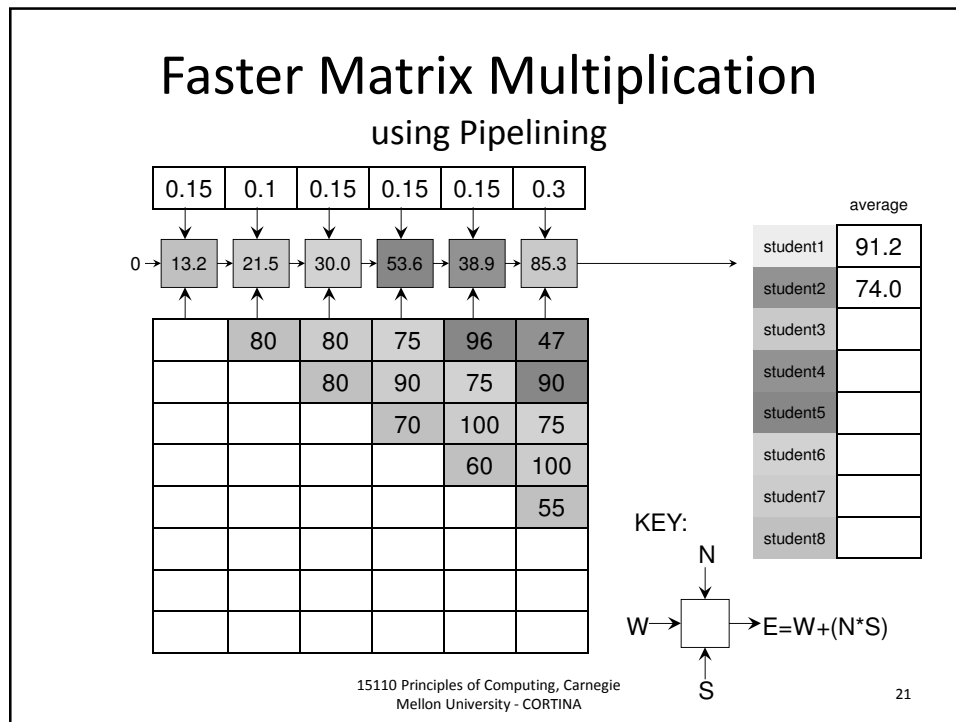 Faster Matrix Multiplication
using Pipelining
0.15 0.1 0.15 0.15 0.15 0.3
0 13.2 21.5 30.0 53.6 38.9 85.3
80 80 75 96 47
80 90 75 90
70 100 75
60 100
55
average
student1 91.2
student2 74.0
student3
student4
student5
student6
student7
student8
KEY:
N
W E=W+(N*S)
S
15110 Principles of Computing, Carnegie
Mellon University - CORTINA
21